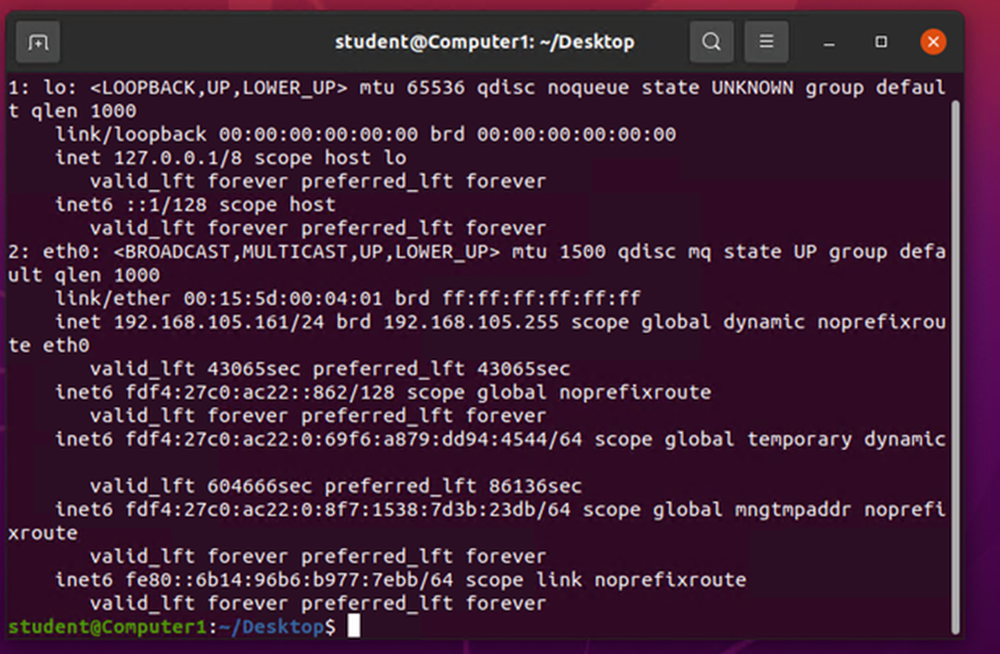 student@Computer1: ~/Desktop
1: lo: <LOOPBACK,UP,LOWER_UP> mtu 65536 qdisc noqueue state UNKNOWN group defaul
t qlen 1000
    link/loopback 00:00:00:00:00:00 brd 00:00:00:00:00:00
    inet 127.0.0.1/8 scope host lo
       valid_lft forever preferred_lft forever
    inet6 ::1/128 scope host
       valid_lft forever preferred_lft forever
2: eth0: <BROADCAST,MULTICAST,UP,LOWER_UP> mtu 1500 qdisc mq state UP group defa
ult qlen 1000
    link/ether 00:15:5d:00:04:01 brd ff:ff:ff:ff:ff:ff
    inet 192.168.105.161/24 brd 192.168.105.255 scope global dynamic noprefixrou
te eth0
       valid_lft 43065sec preferred_lft 43065sec
    inet6 fdf4:27c0:ac22::862/128 scope global noprefixroute
       valid_lft forever preferred_lft forever
    inet6 fdf4:27c0:ac22:0:69f6:a879:dd94:4544/64 scope global temporary dynamic
       valid_lft 604666sec preferred_lft 86136sec
    inet6 fdf4:27c0:ac22:0:8f7:1538:7d3b:23db/64 scope global mngtmpaddr noprefi
xroute
       valid_lft forever preferred_lft forever
    inet6 fe80::6b14:96b6:b977:7ebb/64 scope link noprefixroute
       valid_lft forever preferred_lft forever
student@Computer1:~/Desktop$